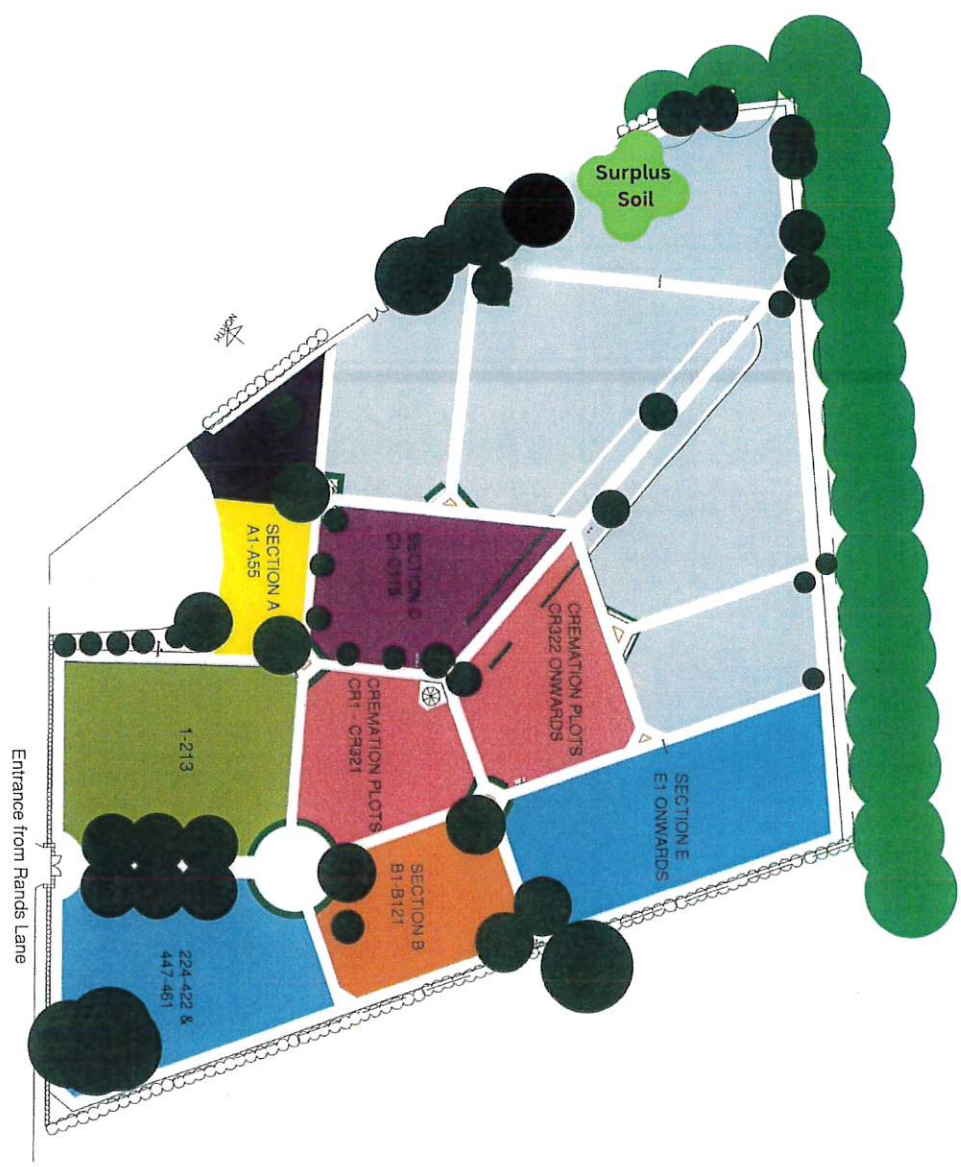 Surplus
Soil
NORTH
SECTION A
A1-A55
SECTION C
C1-C115
CREMATION PLOTS
CR322 ONWARDS
CREMATION PLOTS
CR1 - CR321
1-213
SECTION E
E1 ONWARDS
SECTION B
B1-B121
224-422 &
447-461
Entrance from Rands Lane